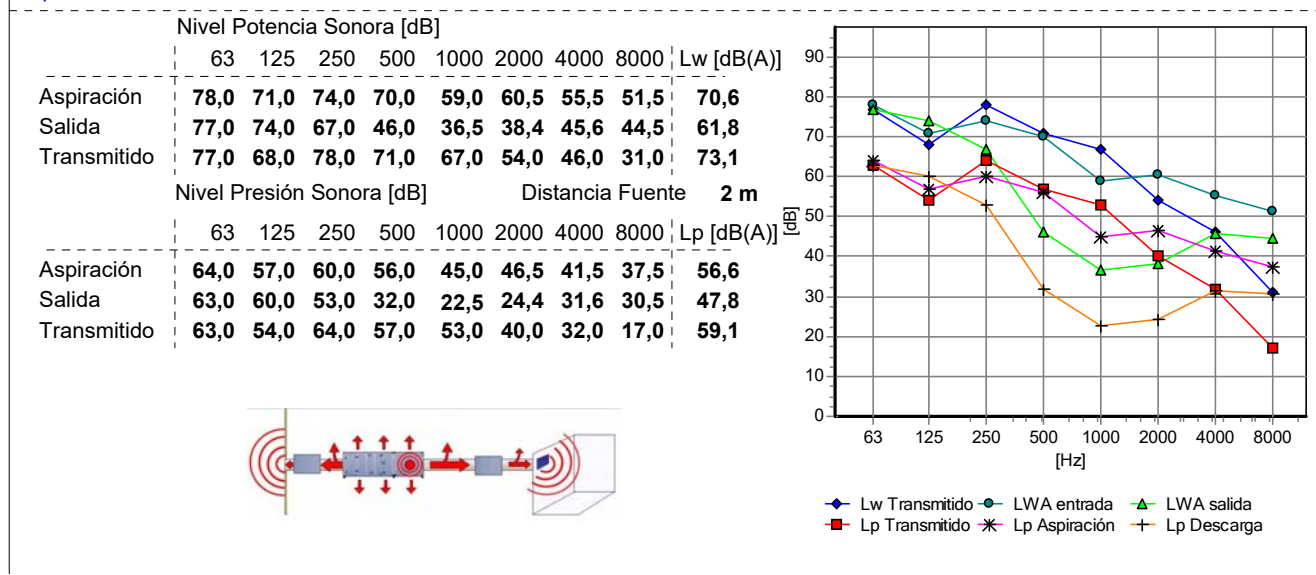 Nivel Potencia Sonora [dB]
63 125 250 500 1000 2000 4000 8000 Lw [dB(A)]
Aspiración 78,0 71,0 74,0 70,0 59,0 60,5 55,5 51,5 70,6
Salida 77,0 74,0 67,0 46,0 36,5 38,4 45,6 44,5 61,8
Transmitido 77,0 68,0 78,0 71,0 67,0 54,0 46,0 31,0 73,1
Nivel Presión Sonora [dB] Distancia Fuente 2 m
63 125 250 500 1000 2000 4000 8000 Lp [dB(A)]
Aspiración 64,0 57,0 60,0 56,0 45,0 46,5 41,5 37,5 56,6
Salida 63,0 60,0 53,0 32,0 22,5 24,4 31,6 30,5 47,8
Transmitido 63,0 54,0 64,0 57,0 53,0 40,0 32,0 17,0 59,1
90
80
70
60
50
40
30
20
10
0
[dB]
63 125 250 500 1000 2000 4000 8000
[Hz]
Lw Transmitido LWA entrada LWA salida
Lp Transmitido Lp Aspiración Lp Descarga